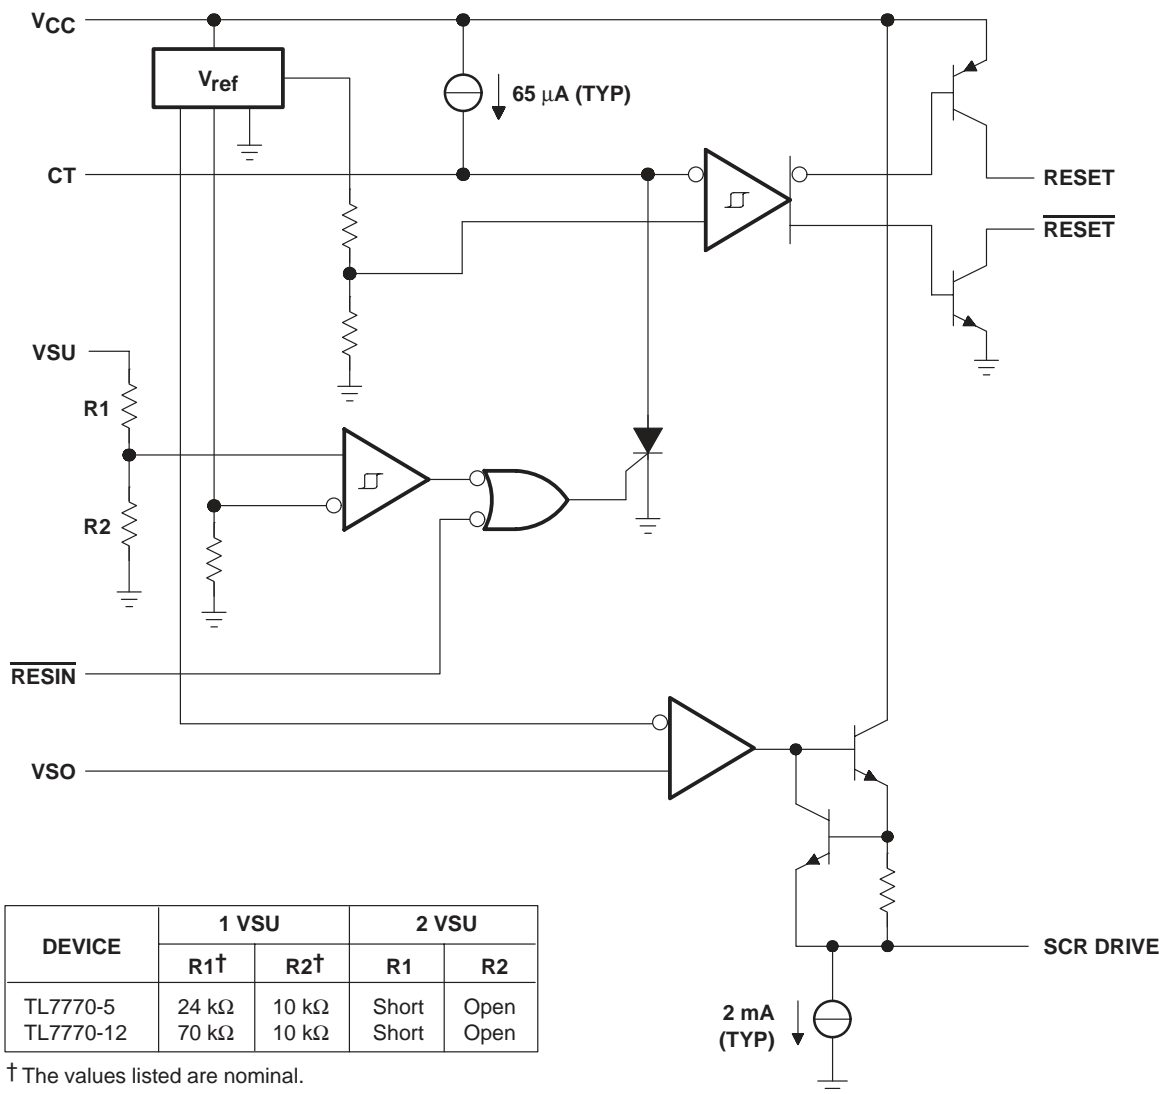 VCC
Vref
65 μA (TYP)
CT
RESET
RESET
VSU
R1
R2
RESIN
VSO
SCR DRIVE
2 mA
(TYP)
DEVICE 1 VSU 2 VSU
R1† R2† R1 R2
TL7770-5 24 kΩ 10 kΩ Short Open
TL7770-12 70 kΩ 10 kΩ Short Open
† The values listed are nominal.